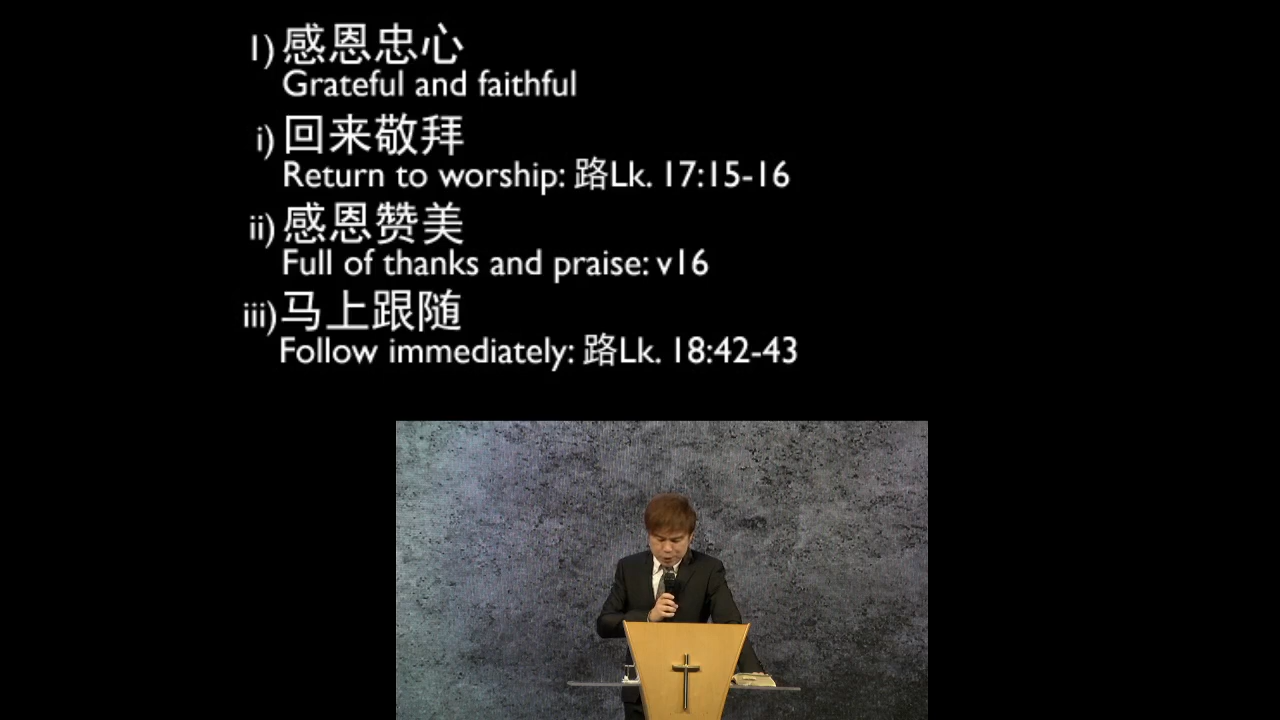 1) 感恩忠心
Grateful and faithful
i) 回来敬拜
Return to worship: 路Lk. 17:15-16
ii) 感恩赞美
Full of thanks and praise: v16
iii) 马上跟随
Follow immediately: 路Lk. 18:42-43